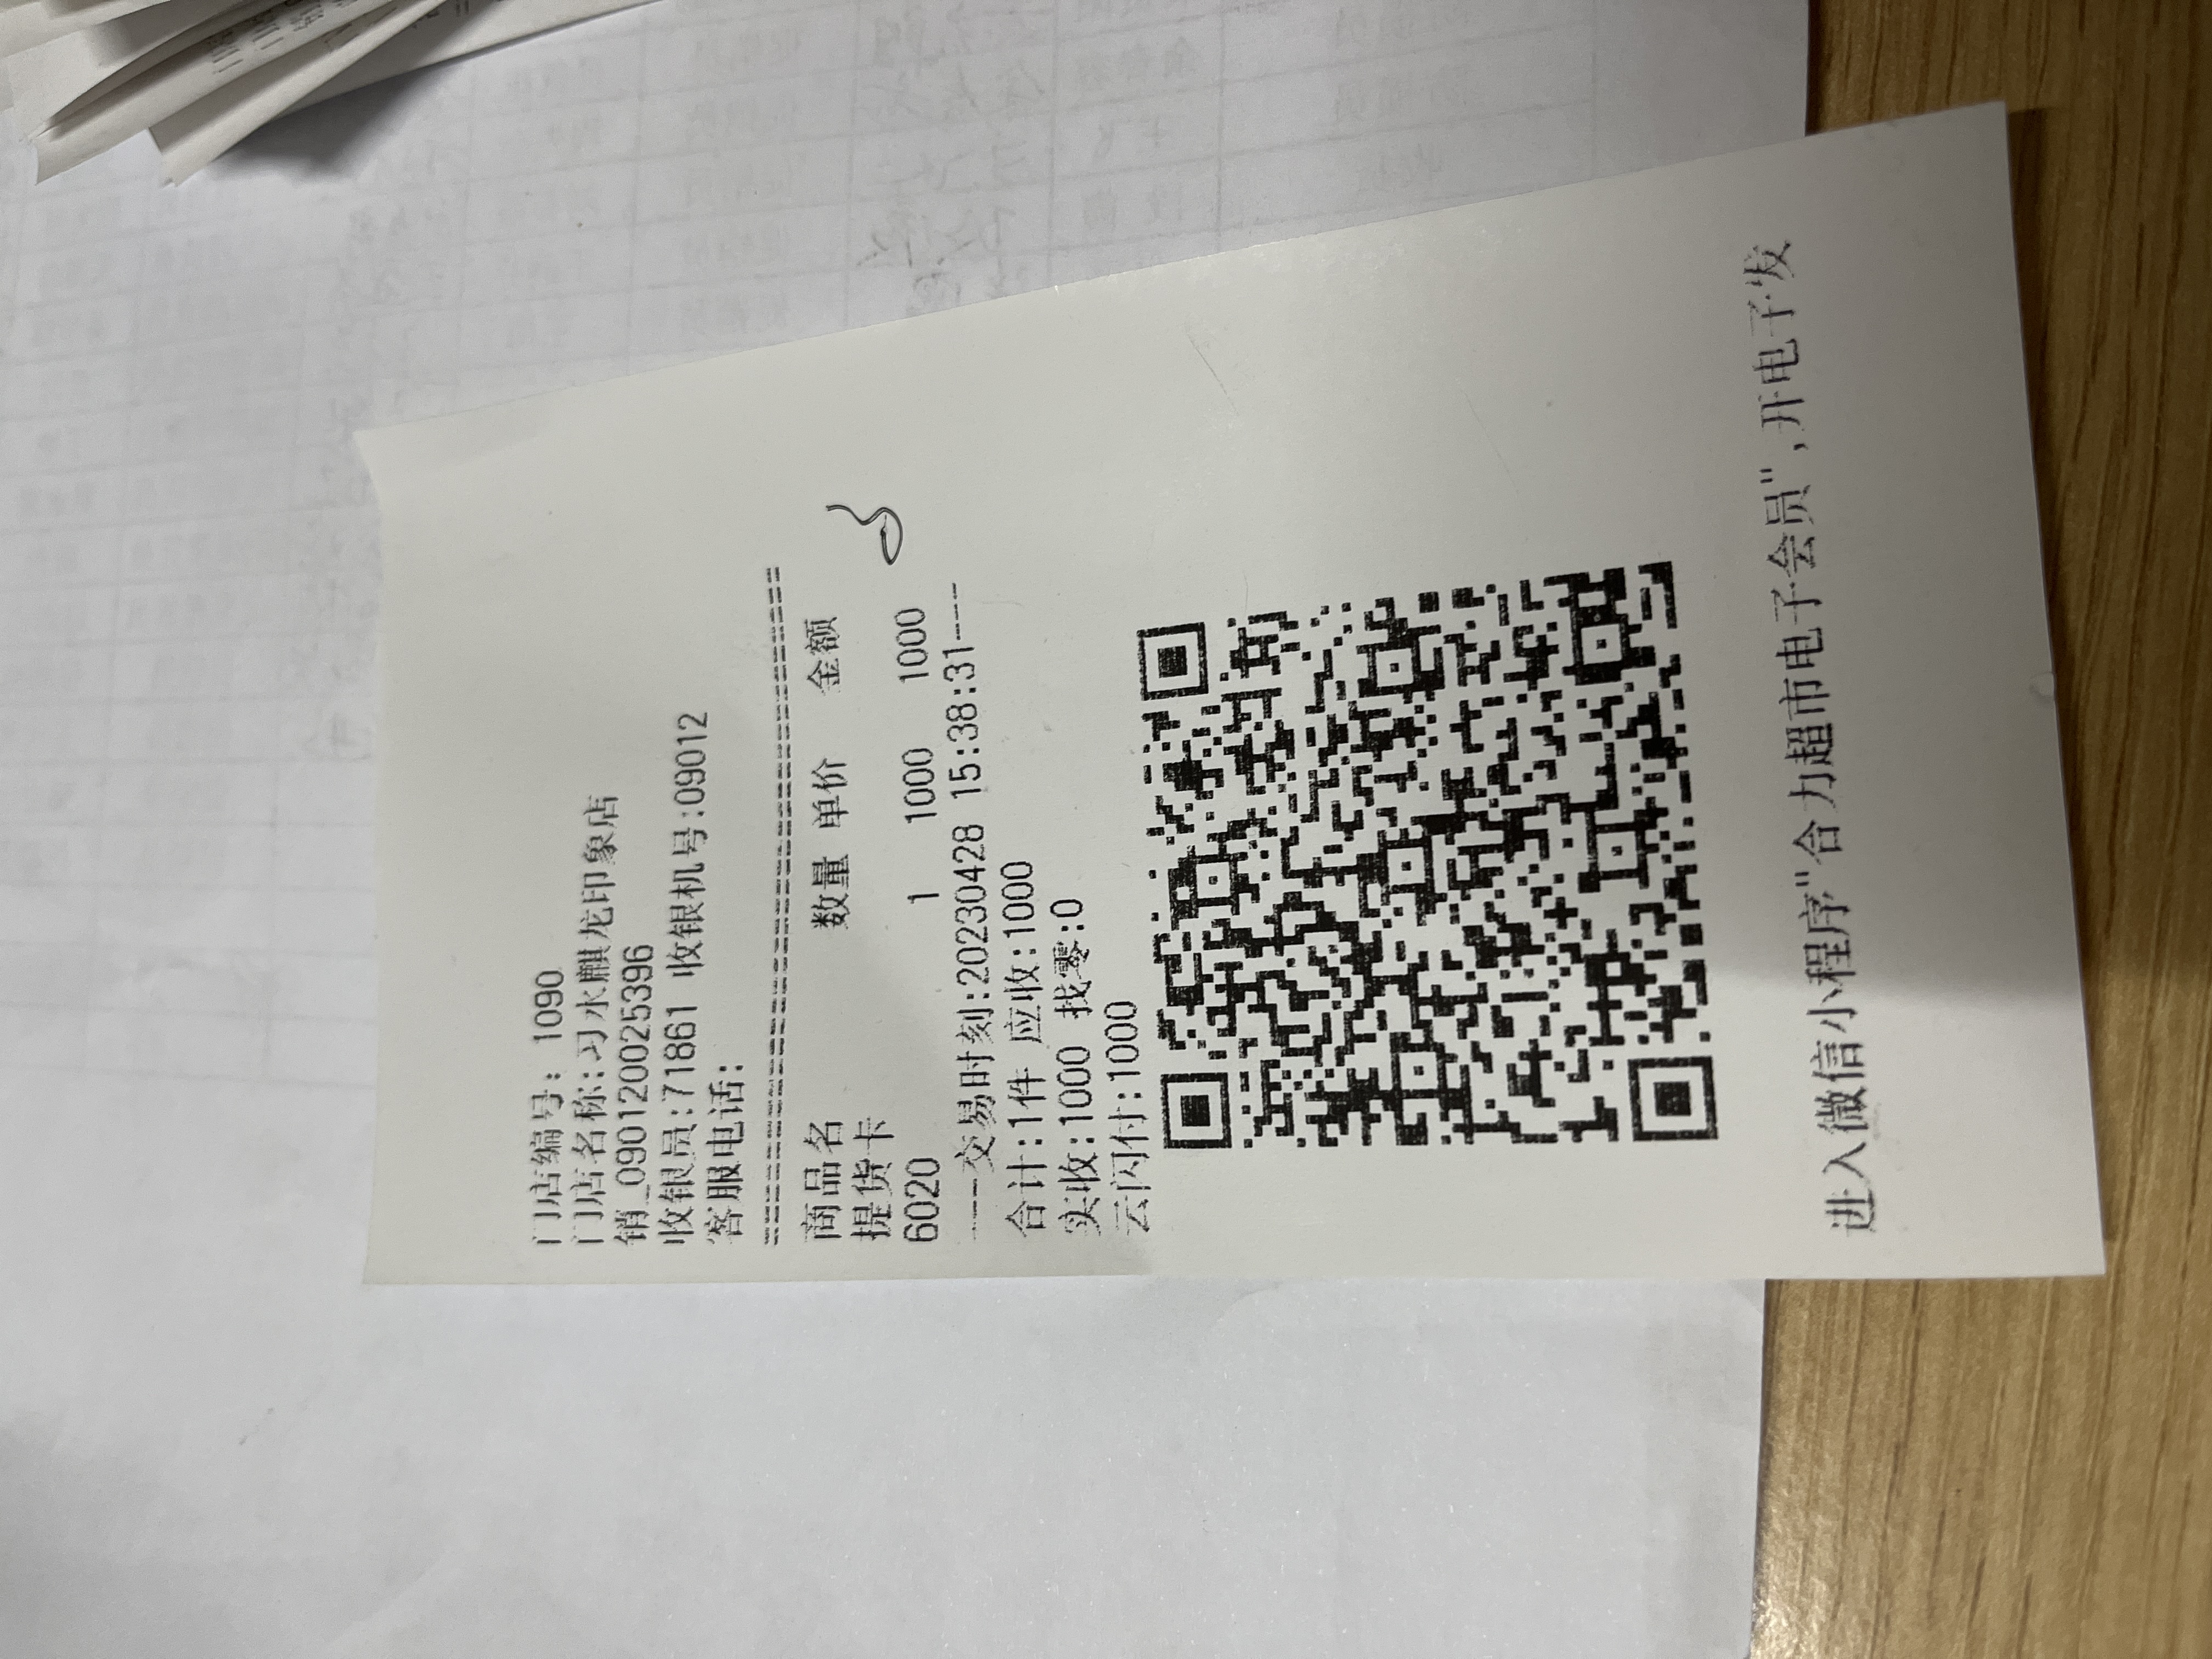 门店编号: 1090
门店名称:习水麒龙印象店
销_09012000025396
收银员:71861 收银机号:09012
客服电话:
================================
商品名 数量 单价 金额
提货卡
6020 1 1000 1000
---交易时刻:20230428 15:38:31---
合计:1件 应收:1000
实收:1000 找零:0
云闪付:1000
进入微信小程序"合力超市电子会员",开电子发